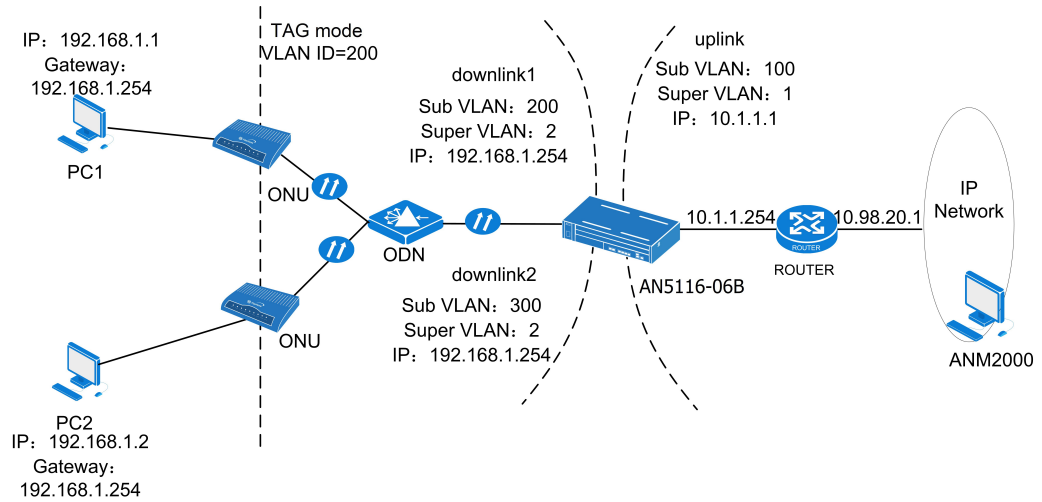 IP：192.168.1.1
Gateway：
192.168.1.254
PC1
TAG mode
VLAN ID=200
ONU
ONU
PC2
IP：192.168.1.2
Gateway：
192.168.1.254
ODN
downlink1
Sub VLAN：200
Super VLAN：2
IP：192.168.1.254
downlink2
Sub VLAN：300
Super VLAN：2
IP：192.168.1.254
uplink
Sub VLAN：100
Super VLAN：1
IP：10.1.1.1
AN5116-06B
10.1.1.254
ROUTER
ROUTER
10.98.20.1
IP
Network
ANM2000